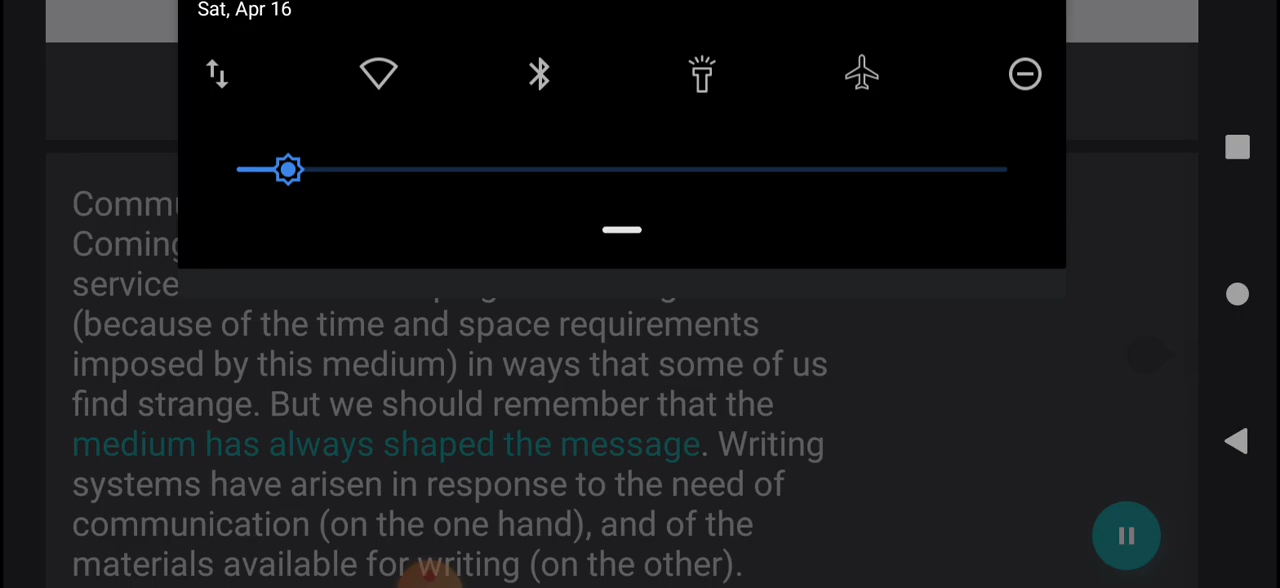 Sat, Apr 16
service
(because of the time and space requirements
imposed by this medium) in ways that some of us
find strange. But we should remember that the
medium has always shaped the message. Writing
systems have arisen in response to the need of
communication (on the one hand), and of the
materials available for writing (on the other).